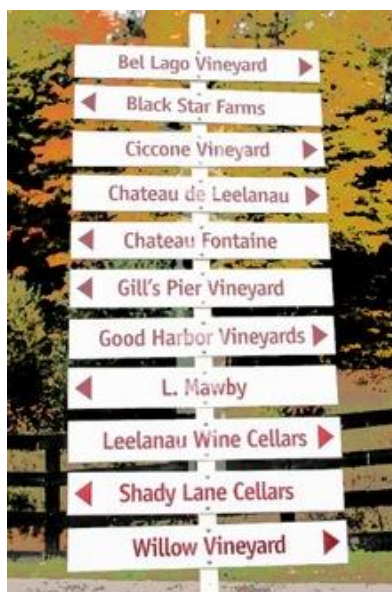 Bel Lago Vineyard
Black Star Farms
Ciccone Vineyard
Chateau de Leelanau
Chateau Fontaine
Gill's Pier Vineyard
Good Harbor Vineyards
L. Mawby
Leelanau Wine Cellars
Shady Lane Cellars
Willow Vineyard